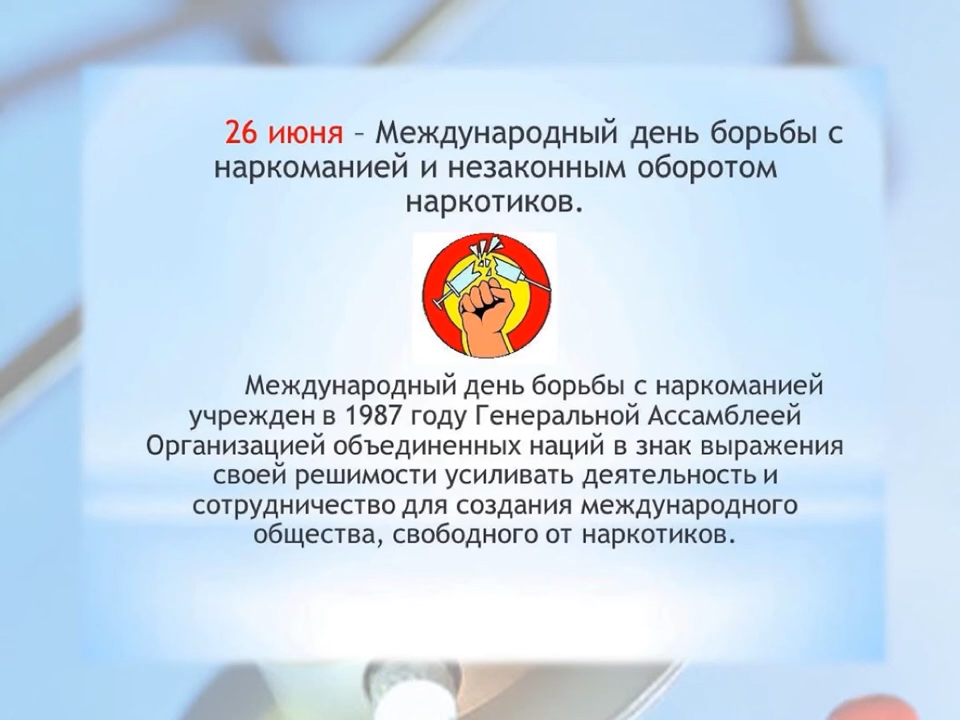 26 июня – Международный день борьбы с
наркоманией и незаконным оборотом
наркотиков.
Международный день борьбы с наркоманией
учрежден в 1987 году Генеральной Ассамблеей
Организацией объединенных наций в знак выражения
своей решимости усиливать деятельность и
сотрудничество для создания международного
общества, свободного от наркотиков.